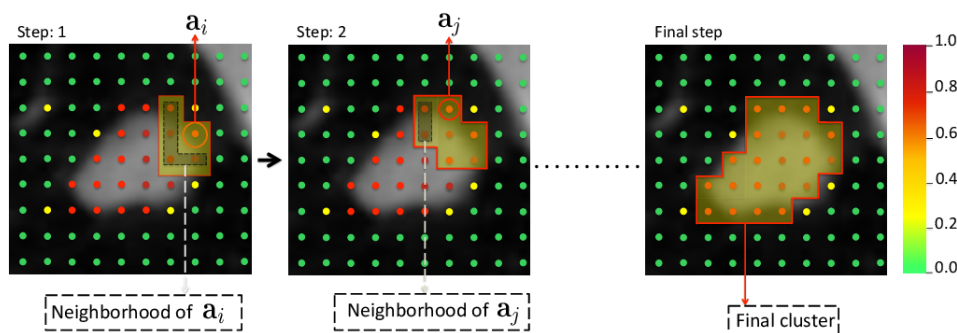 Step: 1
a_i
Step: 2
a_j
Final step
1.0
0.8
0.6
0.4
0.2
0.0
Neighborhood of a_i
Neighborhood of a_j
Final cluster